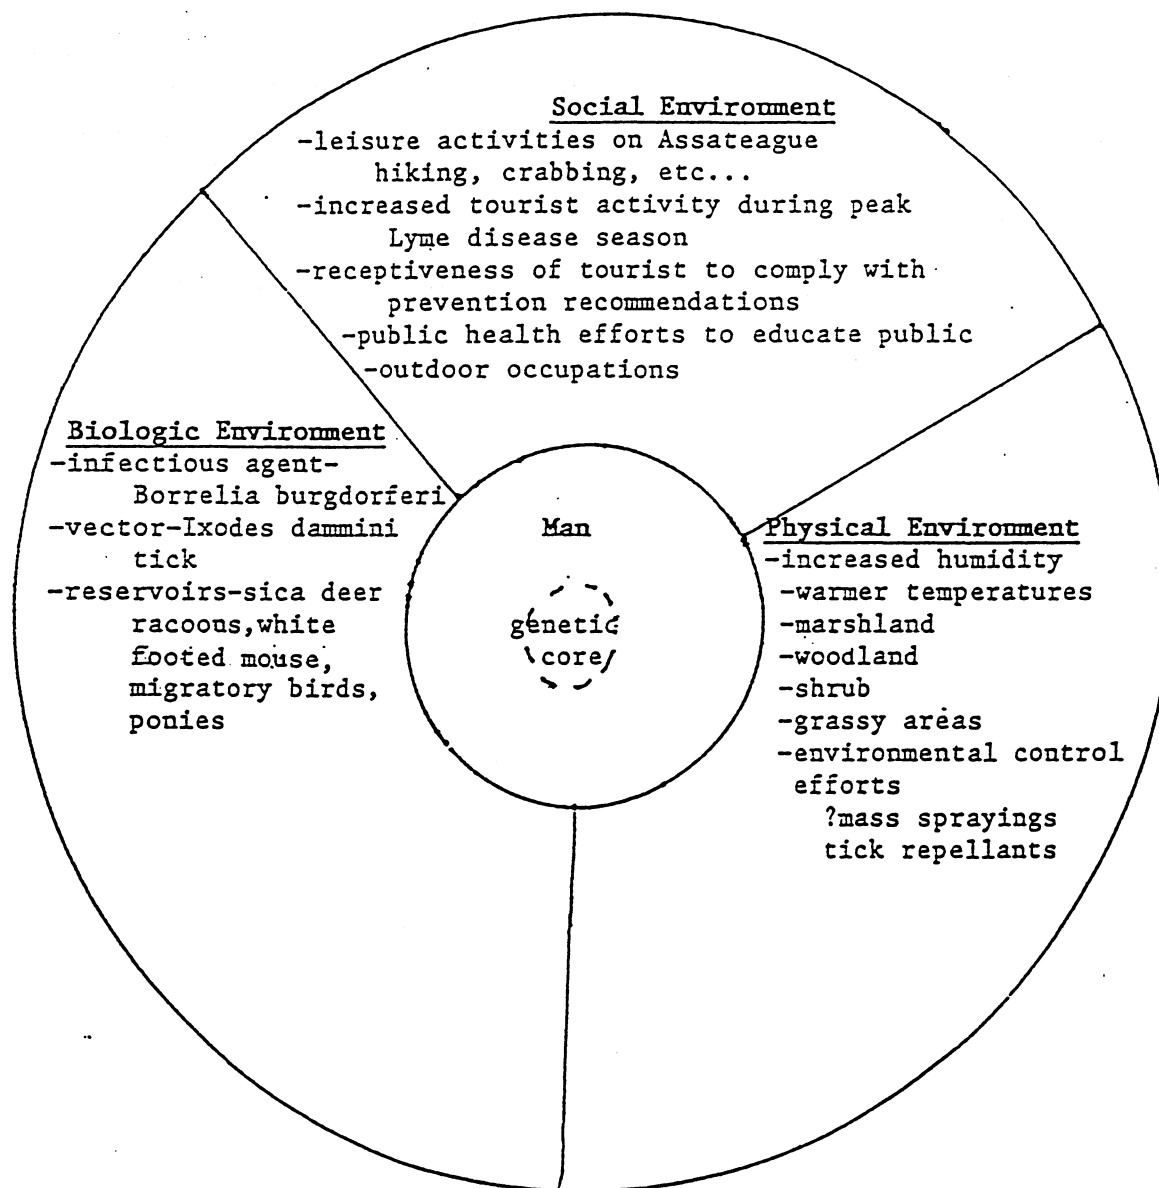 Social Environment
-leisure activities on Assateague
hiking, crabbing, etc...
-increased tourist activity during peak
Lyme disease season
-receptiveness of tourist to comply with
prevention recommendations
-public health efforts to educate public
-outdoor occupations
Biologic Environment
-infectious agent-
Borrelia burgdorferi
-vector-Ixodes dammini
tick
-reservoirs-sica deer
racoons,white
footed mouse,
migratory birds,
ponies
Man
genetic
core
Physical Environment
-increased humidity
-warmer temperatures
-marshland
-woodland
-shrub
-grassy areas
-environmental control
efforts
?mass sprayings
tick repellants